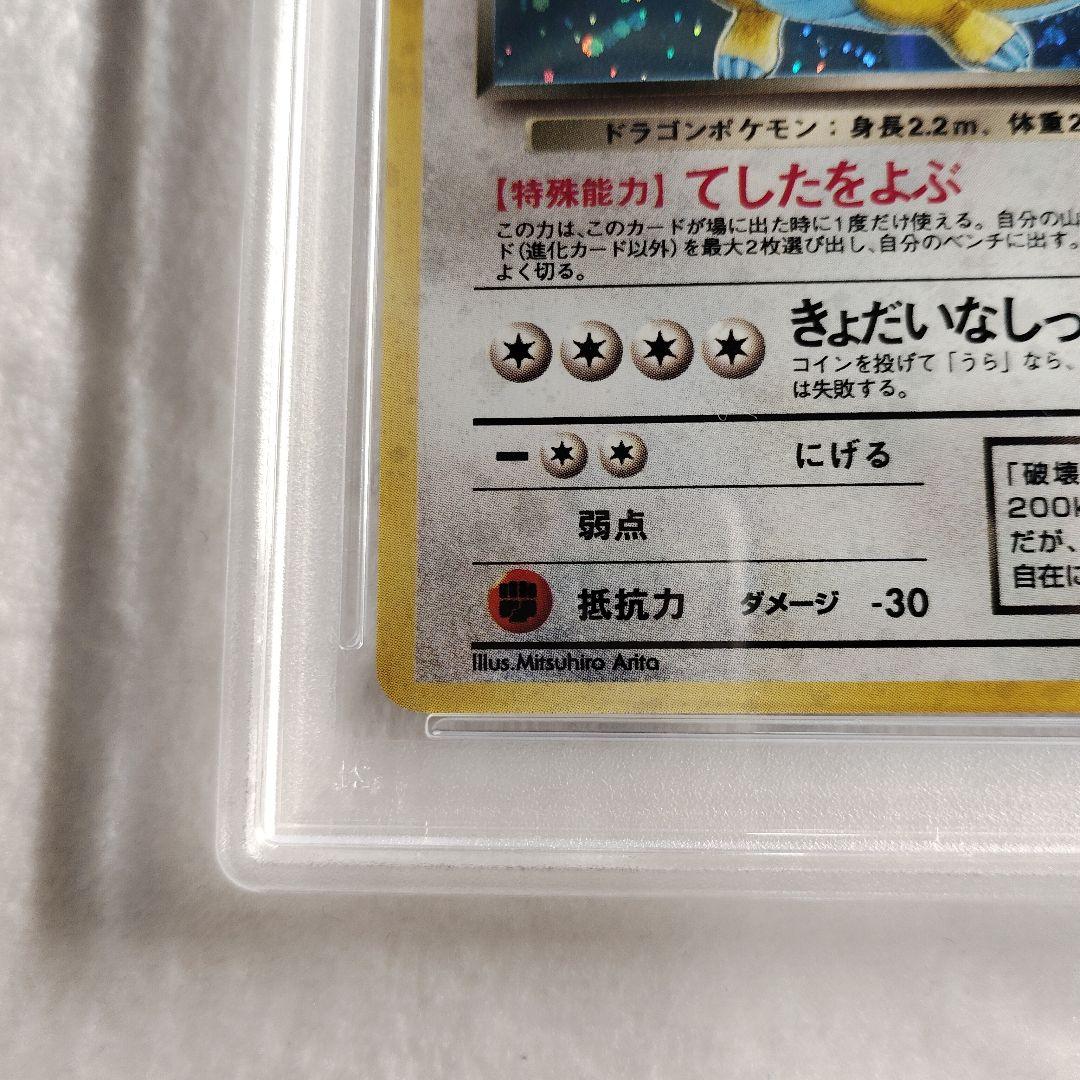 ドラゴンポケモン：身長2.2m、体重2
【特殊能力】てしたをよぶ
この力は、このカードが場に出た時に1度だけ使える。自分の山
ド（進化カード以外）を最大2枚選び出し、自分のベンチに出す。
よく切る。
きょだいなしっ
コインを投げて「うら」なら、
は失敗する。
にげる
弱点
抵抗力 ダメージ -30
Illus.Mitsuhiro Arita
「破壊
200k
だが、
自在に